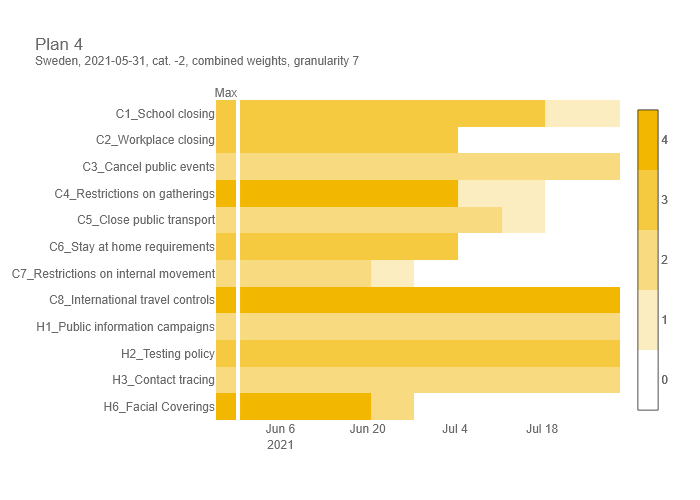 Plan 4
Sweden, 2021-05-31, cat. -2, combined weights, granularity 7
Max
C1_School closing
C2_Workplace closing
C3_Cancel public events
C4_Restrictions on gatherings
C5_Close public transport
C6_Stay at home requirements
C7_Restrictions on internal movement
C8_International travel controls
H1_Public information campaigns
H2_Testing policy
H3_Contact tracing
H6_Facial Coverings
Jun 6 Jun 20 Jul 4 Jul 18
2021
4
3
2
1
0